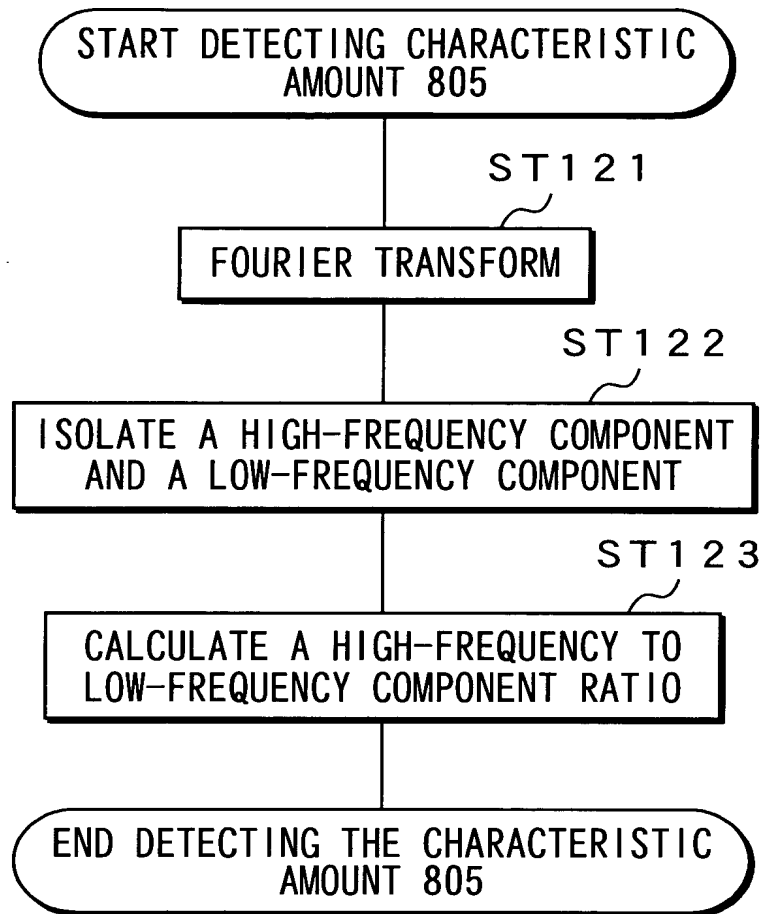 START DETECTING CHARACTERISTIC
AMOUNT 805
ST121
FOURIER TRANSFORM
ST122
ISOLATE A HIGH-FREQUENCY COMPONENT
AND A LOW-FREQUENCY COMPONENT
ST123
CALCULATE A HIGH-FREQUENCY TO
LOW-FREQUENCY COMPONENT RATIO
END DETECTING THE CHARACTERISTIC
AMOUNT 805